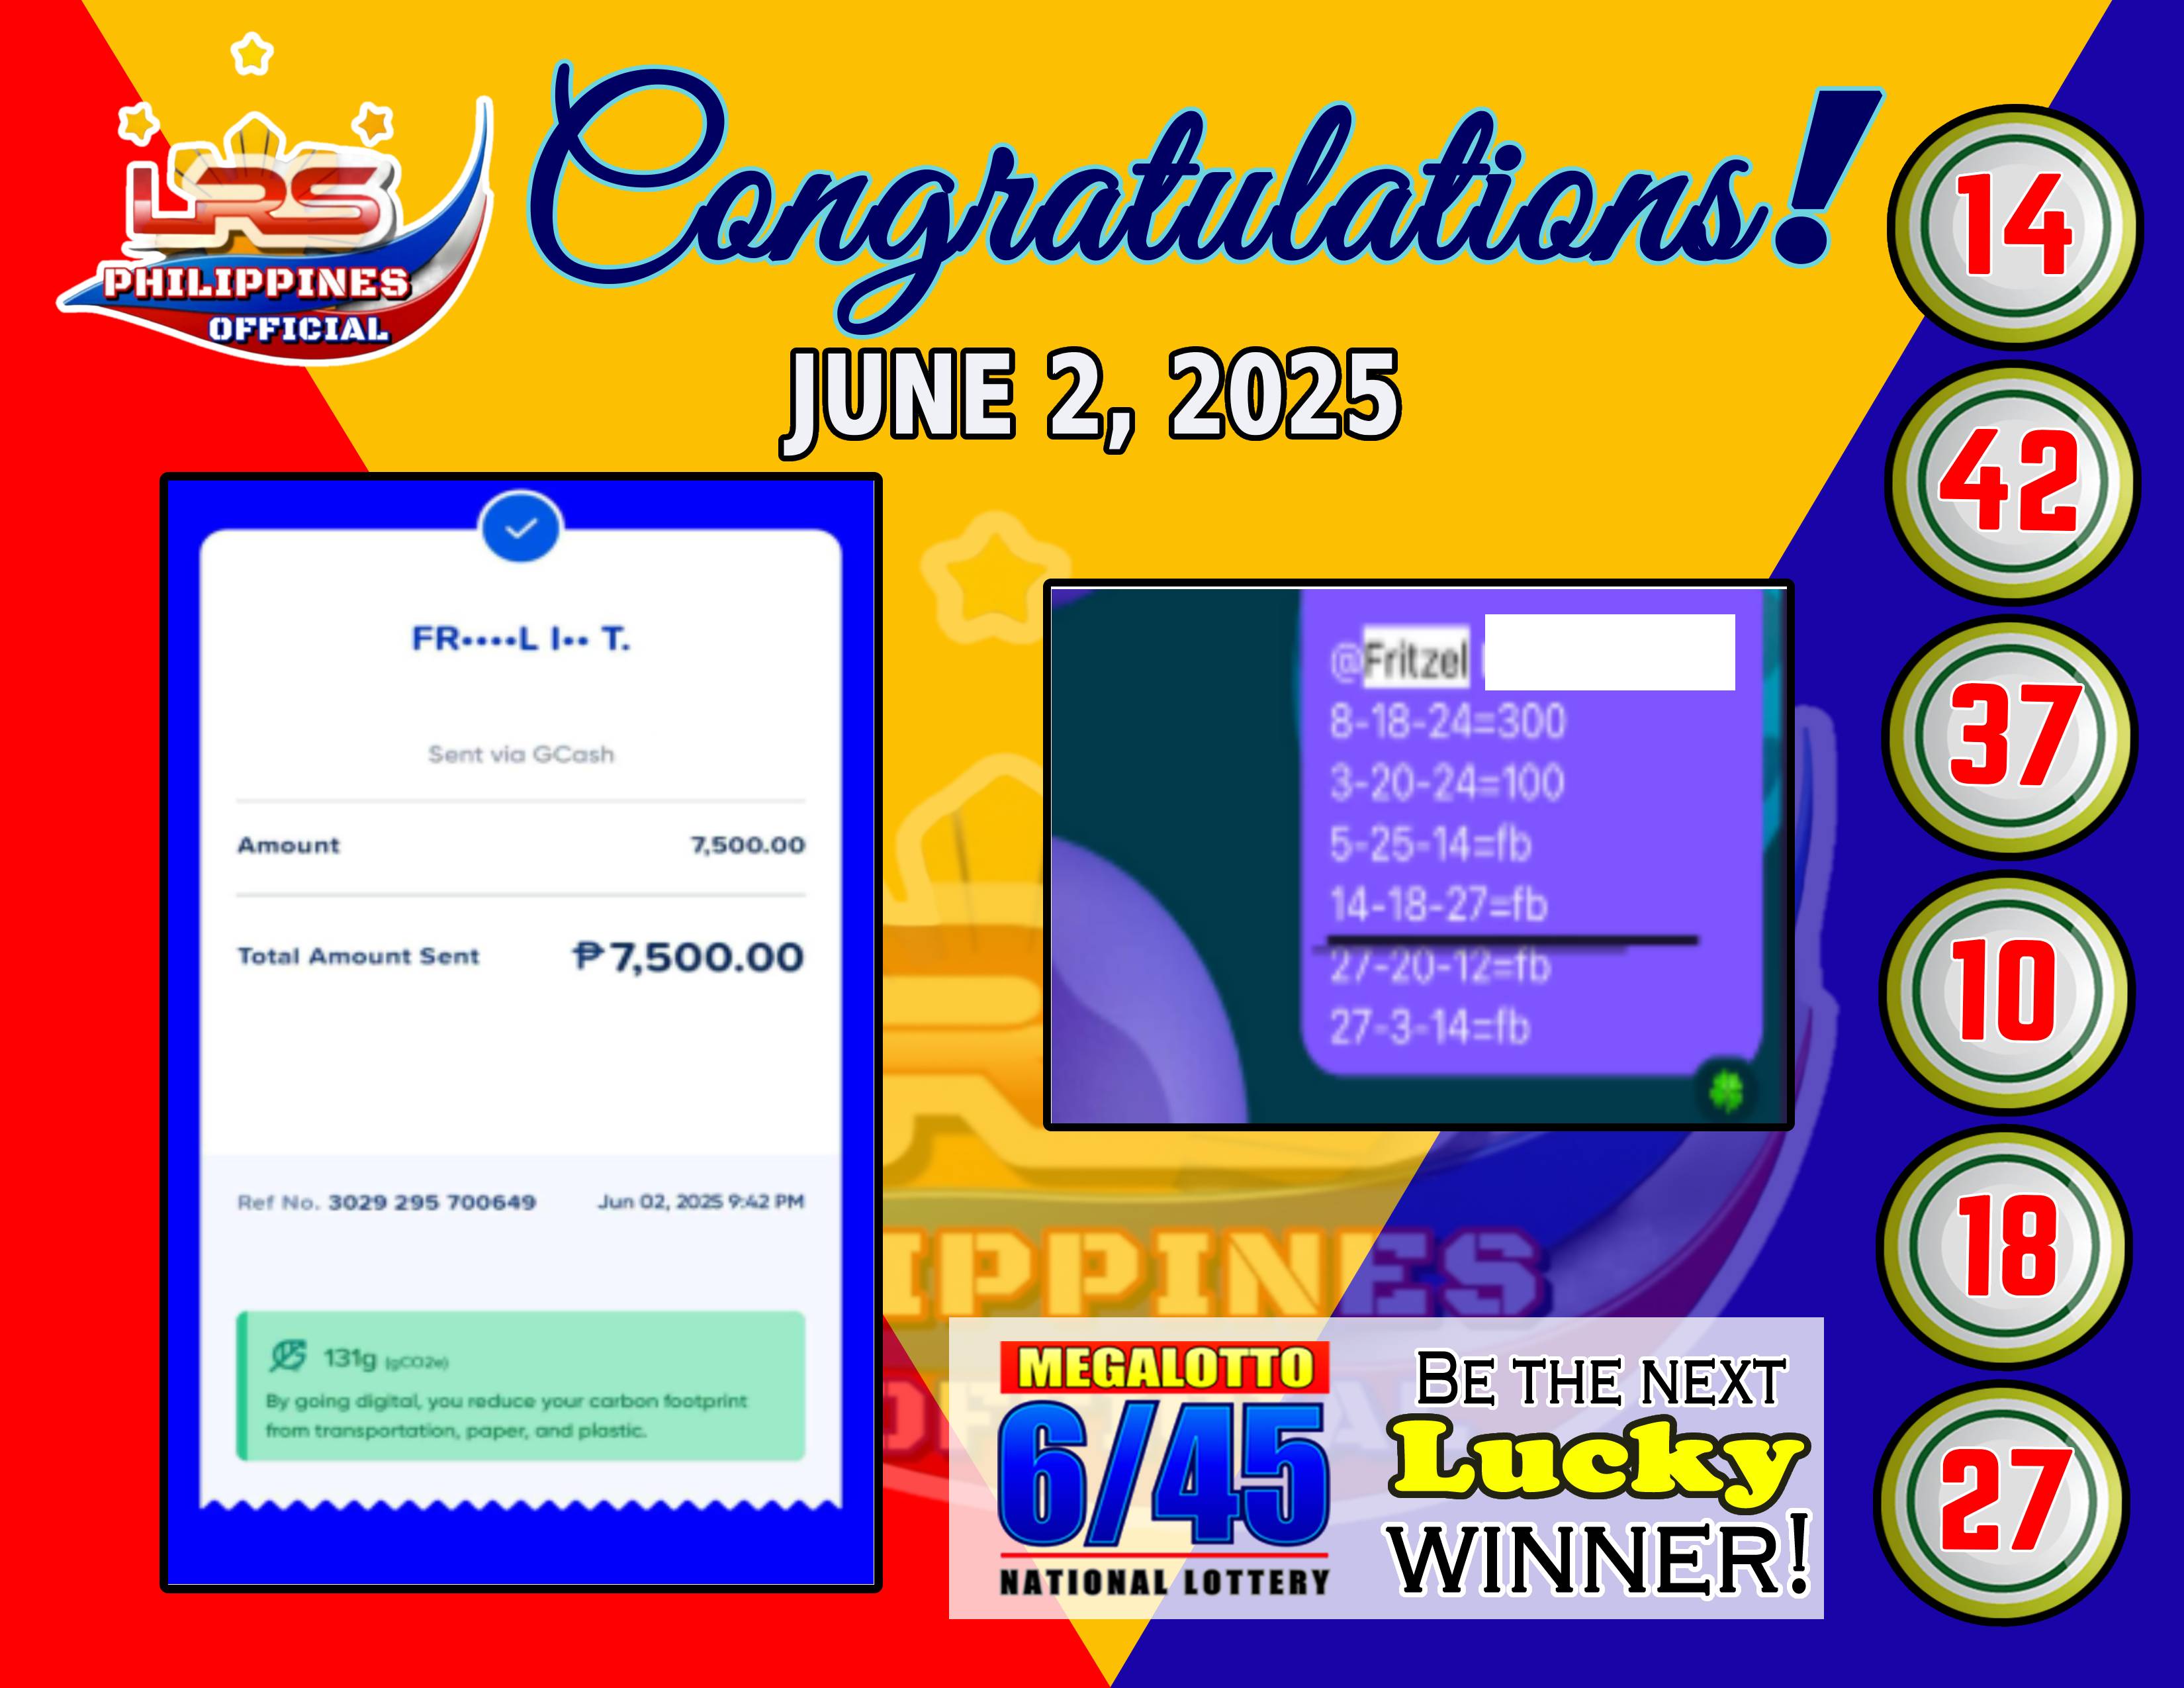 LRS
PHILIPPINES
OFFICIAL
Congratulations!
JUNE 2, 2025
FR••••L I•• T.
Sent via GCash
Amount 7,500.00
Total Amount Sent ₱7,500.00
Ref No. 3029 295 700649 Jun 02, 2025 9:42 PM
131g (gCO2e)
By going digital, you reduce your carbon footprint
from transportation, paper, and plastic.
@Fritzel
8-18-24=300
3-20-24=100
5-25-14=fb
14-18-27=fb
27-20-12=fb
27-3-14=fb
IPPINES
MEGALOTTO
6/45
NATIONAL LOTTERY
BE THE NEXT
Lucky
WINNER!
14
42
37
10
18
27